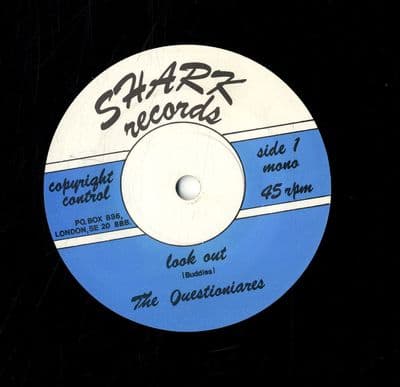 SHARK
records
copyright
control
P.O. BOX 886,
LONDON, SE 20 8BB.
side 1
mono
45 rpm
look out
(Buddles)
The Questioniares